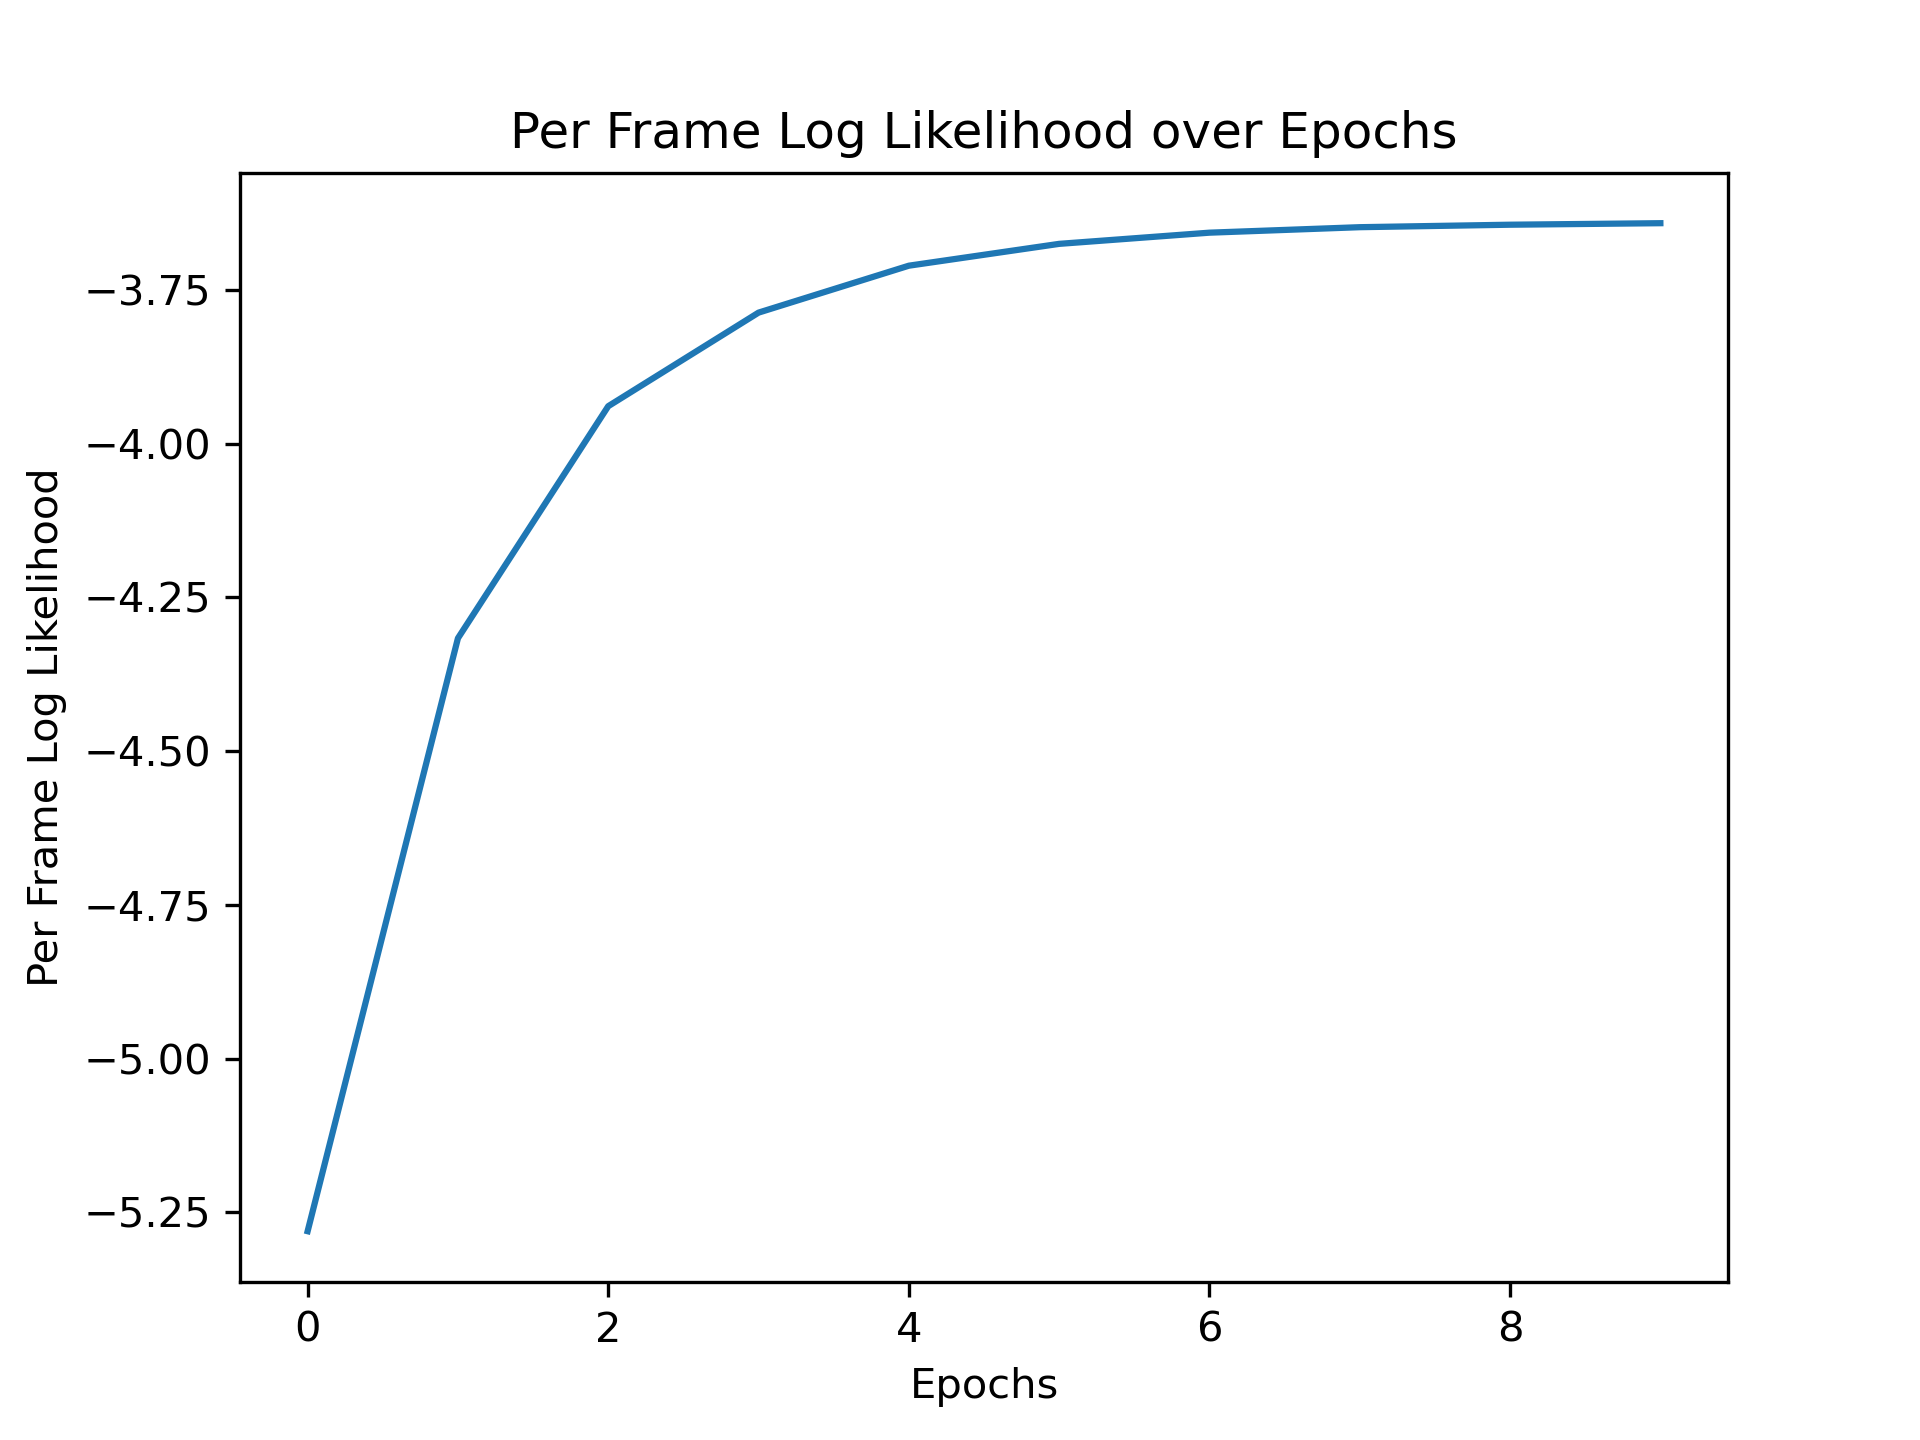 Per Frame Log Likelihood over Epochs
Per Frame Log Likelihood
−3.75
−4.00
−4.25
−4.50
−4.75
−5.00
−5.25
0 2 4 6 8
Epochs